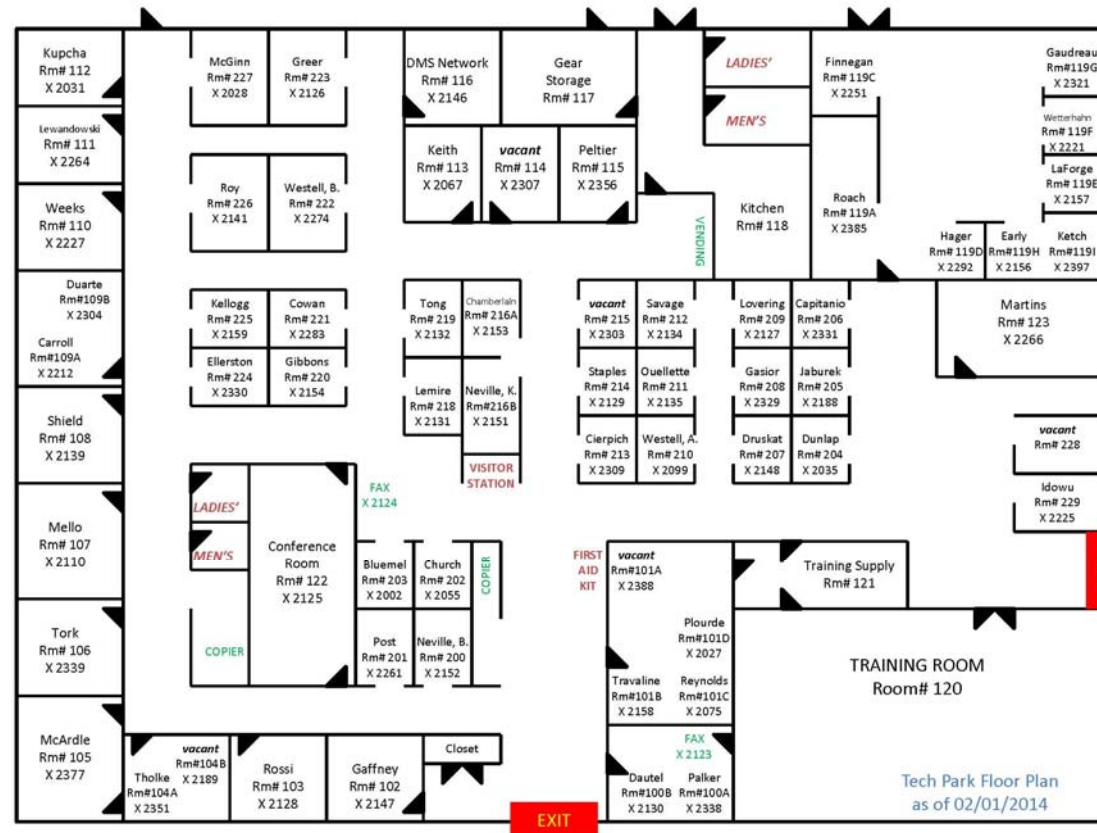 Kupcha
Rm# 112
X 2031
McGinn
Rm# 227
X 2028
Greer
Rm# 223
X 2126
DMS Network
Rm# 116
X 2146
Gear
Storage
Rm# 117
LADIES'
MEN'S
Finnegan
Rm# 119C
X 2251
Gaudreau
Rm#119G
X 2321
Lewandowski
Rm# 111
X 2264
Wetterhahn
Rm# 119F
X 2221
Keith
Rm# 113
X 2067
vacant
Rm# 114
X 2307
Peltier
Rm# 115
X 2356
LaForge
Rm# 119E
X 2157
Weeks
Rm# 110
X 2227
Roy
Rm# 226
X 2141
Westell, B.
Rm# 222
X 2274
VENDING
Kitchen
Rm# 118
Roach
Rm# 119A
X 2385
Hager
Rm# 119D
X 2292
Early
Rm#119H
X 2156
Ketch
Rm#119I
X 2397
Duarte
Rm#109B
X 2304
Carroll
Rm#109A
X 2212
Kellogg
Rm# 225
X 2159
Cowan
Rm# 221
X 2283
Tong
Rm# 219
X 2132
Chamberlain
Rm# 216A
X 2153
vacant
Rm# 215
X 2303
Savage
Rm# 212
X 2134
Lovering
Rm# 209
X 2127
Capitanio
Rm# 206
X 2331
Martins
Rm# 123
X 2266
Ellerston
Rm# 224
X 2330
Gibbons
Rm# 220
X 2154
Lemire
Rm# 218
X 2131
Neville, K.
Rm#216B
X 2151
Staples
Rm# 214
X 2129
Ouellette
Rm# 211
X 2135
Gasior
Rm# 208
X 2329
Jaburek
Rm# 205
X 2188
Shield
Rm# 108
X 2139
Cierpich
Rm# 213
X 2309
Westell, A.
Rm# 210
X 2099
Druskat
Rm# 207
X 2148
Dunlap
Rm# 204
X 2035
vacant
Rm# 228
VISITOR
STATION
Idowu
Rm# 229
X 2225
Mello
Rm# 107
X 2110
LADIES'
MEN'S
Conference
Room
Rm# 122
X 2125
FAX
X 2124
Bluemel
Rm# 203
X 2002
Church
Rm# 202
X 2055
COPIER
FIRST
AID
KIT
vacant
Rm#101A
X 2388
Training Supply
Rm# 121
Tork
Rm# 106
X 2339
COPIER
Post
Rm# 201
X 2261
Neville, B.
Rm# 200
X 2152
Plourde
Rm#101D
X 2027
Travaline
Rm#101B
X 2158
Reynolds
Rm#101C
X 2075
TRAINING ROOM
Room# 120
McArdle
Rm# 105
X 2377
Tholke
Rm#104A
X 2351
vacant
Rm#104B
X 2189
Rossi
Rm# 103
X 2128
Gaffney
Rm# 102
X 2147
Closet
FAX
X 2123
Dautel
Rm#100B
X 2130
Palker
Rm#100A
X 2338
Tech Park Floor Plan
as of 02/01/2014
EXIT